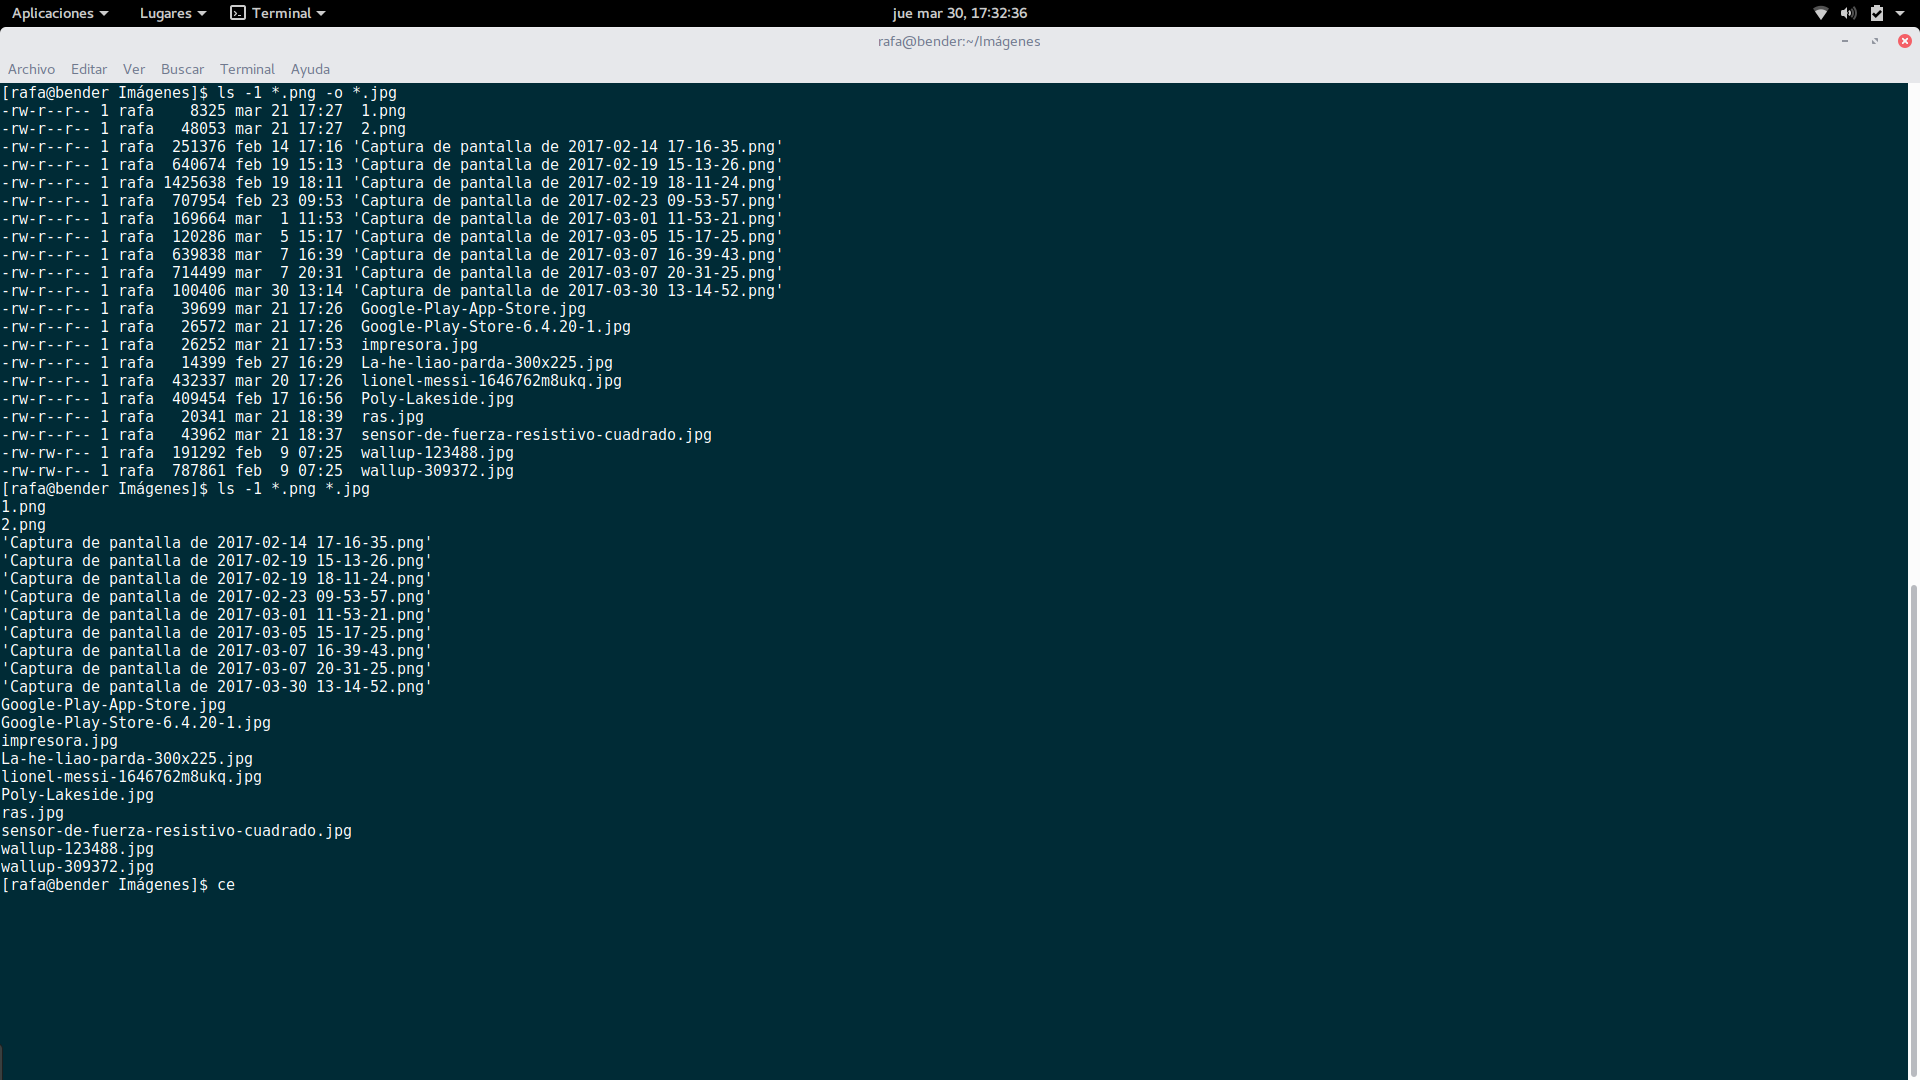 Aplicaciones Lugares Terminal jue mar 30, 17:32:36
rafa@bender:~/Imágenes
Archivo Editar Ver Buscar Terminal Ayuda
[rafa@bender Imágenes]$ ls -1 *.png -o *.jpg
-rw-r--r-- 1 rafa    8325 mar 21 17:27  1.png
-rw-r--r-- 1 rafa   48053 mar 21 17:27  2.png
-rw-r--r-- 1 rafa  251376 feb 14 17:16 'Captura de pantalla de 2017-02-14 17-16-35.png'
-rw-r--r-- 1 rafa  640674 feb 19 15:13 'Captura de pantalla de 2017-02-19 15-13-26.png'
-rw-r--r-- 1 rafa 1425638 feb 19 18:11 'Captura de pantalla de 2017-02-19 18-11-24.png'
-rw-r--r-- 1 rafa  707954 feb 23 09:53 'Captura de pantalla de 2017-02-23 09-53-57.png'
-rw-r--r-- 1 rafa  169664 mar  1 11:53 'Captura de pantalla de 2017-03-01 11-53-21.png'
-rw-r--r-- 1 rafa  120286 mar  5 15:17 'Captura de pantalla de 2017-03-05 15-17-25.png'
-rw-r--r-- 1 rafa  639838 mar  7 16:39 'Captura de pantalla de 2017-03-07 16-39-43.png'
-rw-r--r-- 1 rafa  714499 mar  7 20:31 'Captura de pantalla de 2017-03-07 20-31-25.png'
-rw-r--r-- 1 rafa  100406 mar 30 13:14 'Captura de pantalla de 2017-03-30 13-14-52.png'
-rw-r--r-- 1 rafa   39699 mar 21 17:26  Google-Play-App-Store.jpg
-rw-r--r-- 1 rafa   26572 mar 21 17:26  Google-Play-Store-6.4.20-1.jpg
-rw-r--r-- 1 rafa   26252 mar 21 17:53  impresora.jpg
-rw-r--r-- 1 rafa   14399 feb 27 16:29  La-he-liao-parda-300x225.jpg
-rw-r--r-- 1 rafa  432337 mar 20 17:26  lionel-messi-1646762m8ukq.jpg
-rw-r--r-- 1 rafa  409454 feb 17 16:56  Poly-Lakeside.jpg
-rw-r--r-- 1 rafa   20341 mar 21 18:39  ras.jpg
-rw-r--r-- 1 rafa   43962 mar 21 18:37  sensor-de-fuerza-resistivo-cuadrado.jpg
-rw-rw-r-- 1 rafa  191292 feb  9 07:25  wallup-123488.jpg
-rw-rw-r-- 1 rafa  787861 feb  9 07:25  wallup-309372.jpg
[rafa@bender Imágenes]$ ls -1 *.png *.jpg
1.png
2.png
'Captura de pantalla de 2017-02-14 17-16-35.png'
'Captura de pantalla de 2017-02-19 15-13-26.png'
'Captura de pantalla de 2017-02-19 18-11-24.png'
'Captura de pantalla de 2017-02-23 09-53-57.png'
'Captura de pantalla de 2017-03-01 11-53-21.png'
'Captura de pantalla de 2017-03-05 15-17-25.png'
'Captura de pantalla de 2017-03-07 16-39-43.png'
'Captura de pantalla de 2017-03-07 20-31-25.png'
'Captura de pantalla de 2017-03-30 13-14-52.png'
Google-Play-App-Store.jpg
Google-Play-Store-6.4.20-1.jpg
impresora.jpg
La-he-liao-parda-300x225.jpg
lionel-messi-1646762m8ukq.jpg
Poly-Lakeside.jpg
ras.jpg
sensor-de-fuerza-resistivo-cuadrado.jpg
wallup-123488.jpg
wallup-309372.jpg
[rafa@bender Imágenes]$ ce